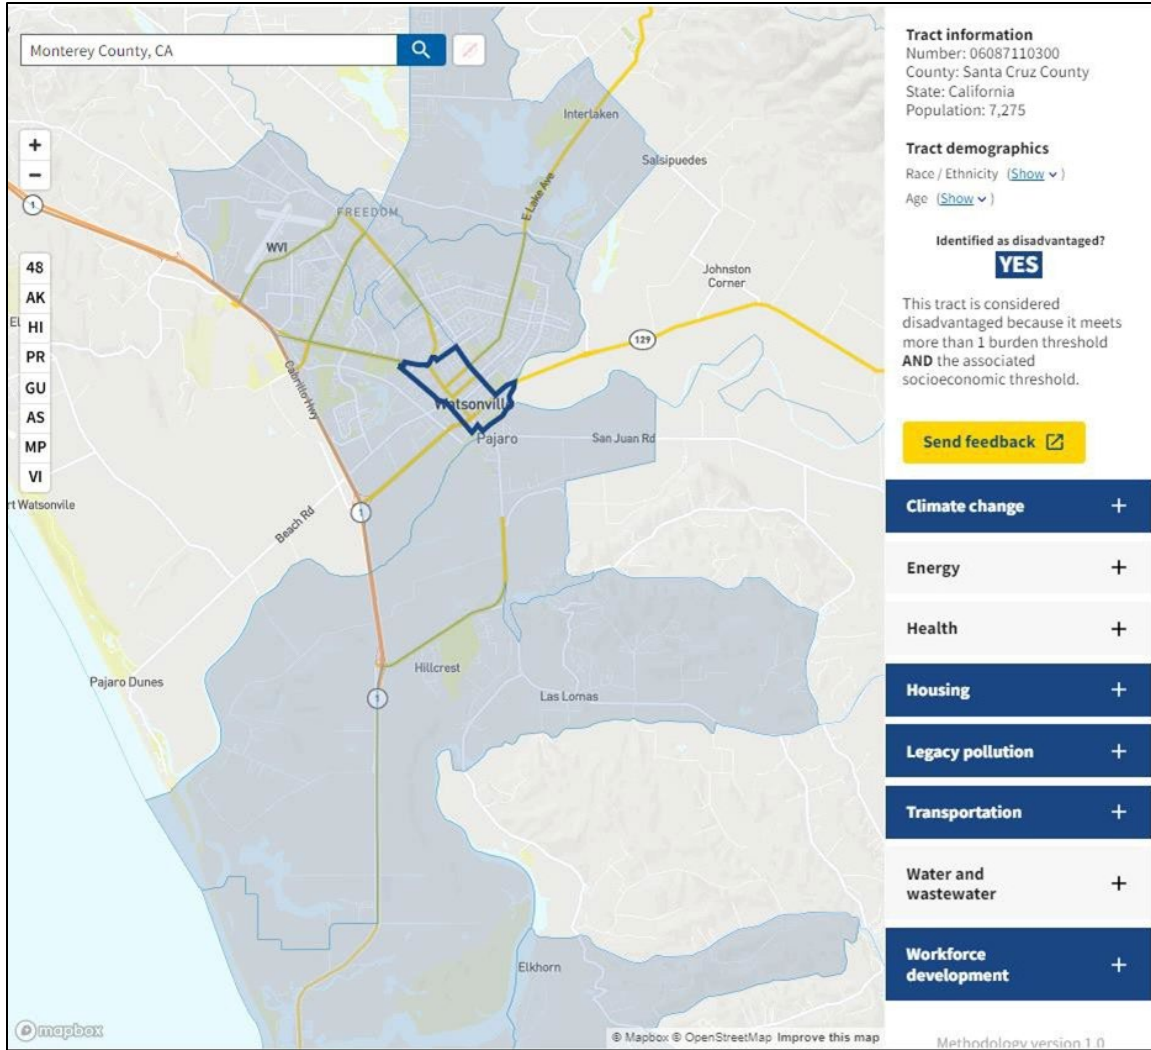 Monterey County, CA
+
−
48
AK
HI
PR
GU
AS
MP
VI
1
Interlaken
Salsipuedes
E Lake Ave
FREEDOM
WVI
Johnston
Corner
El
129
Cabrillo Hwy
Watsonville
Pajaro
San Juan Rd
rt Watsonvile
Beach Rd
1
Pajaro Dunes
Hillcrest
Las Lomas
1
Elkhorn
mapbox
© Mapbox © OpenStreetMap Improve this map
Tract information
Number: 06087110300
County: Santa Cruz County
State: California
Population: 7,275
Tract demographics
Race / Ethnicity (Show)
Age (Show)
Identified as disadvantaged?
YES
This tract is considered
disadvantaged because it meets
more than 1 burden threshold
AND the associated
socioeconomic threshold.
Send feedback
Climate change +
Energy +
Health +
Housing +
Legacy pollution +
Transportation +
Water and
wastewater +
Workforce
development +
Methodology version 1.0